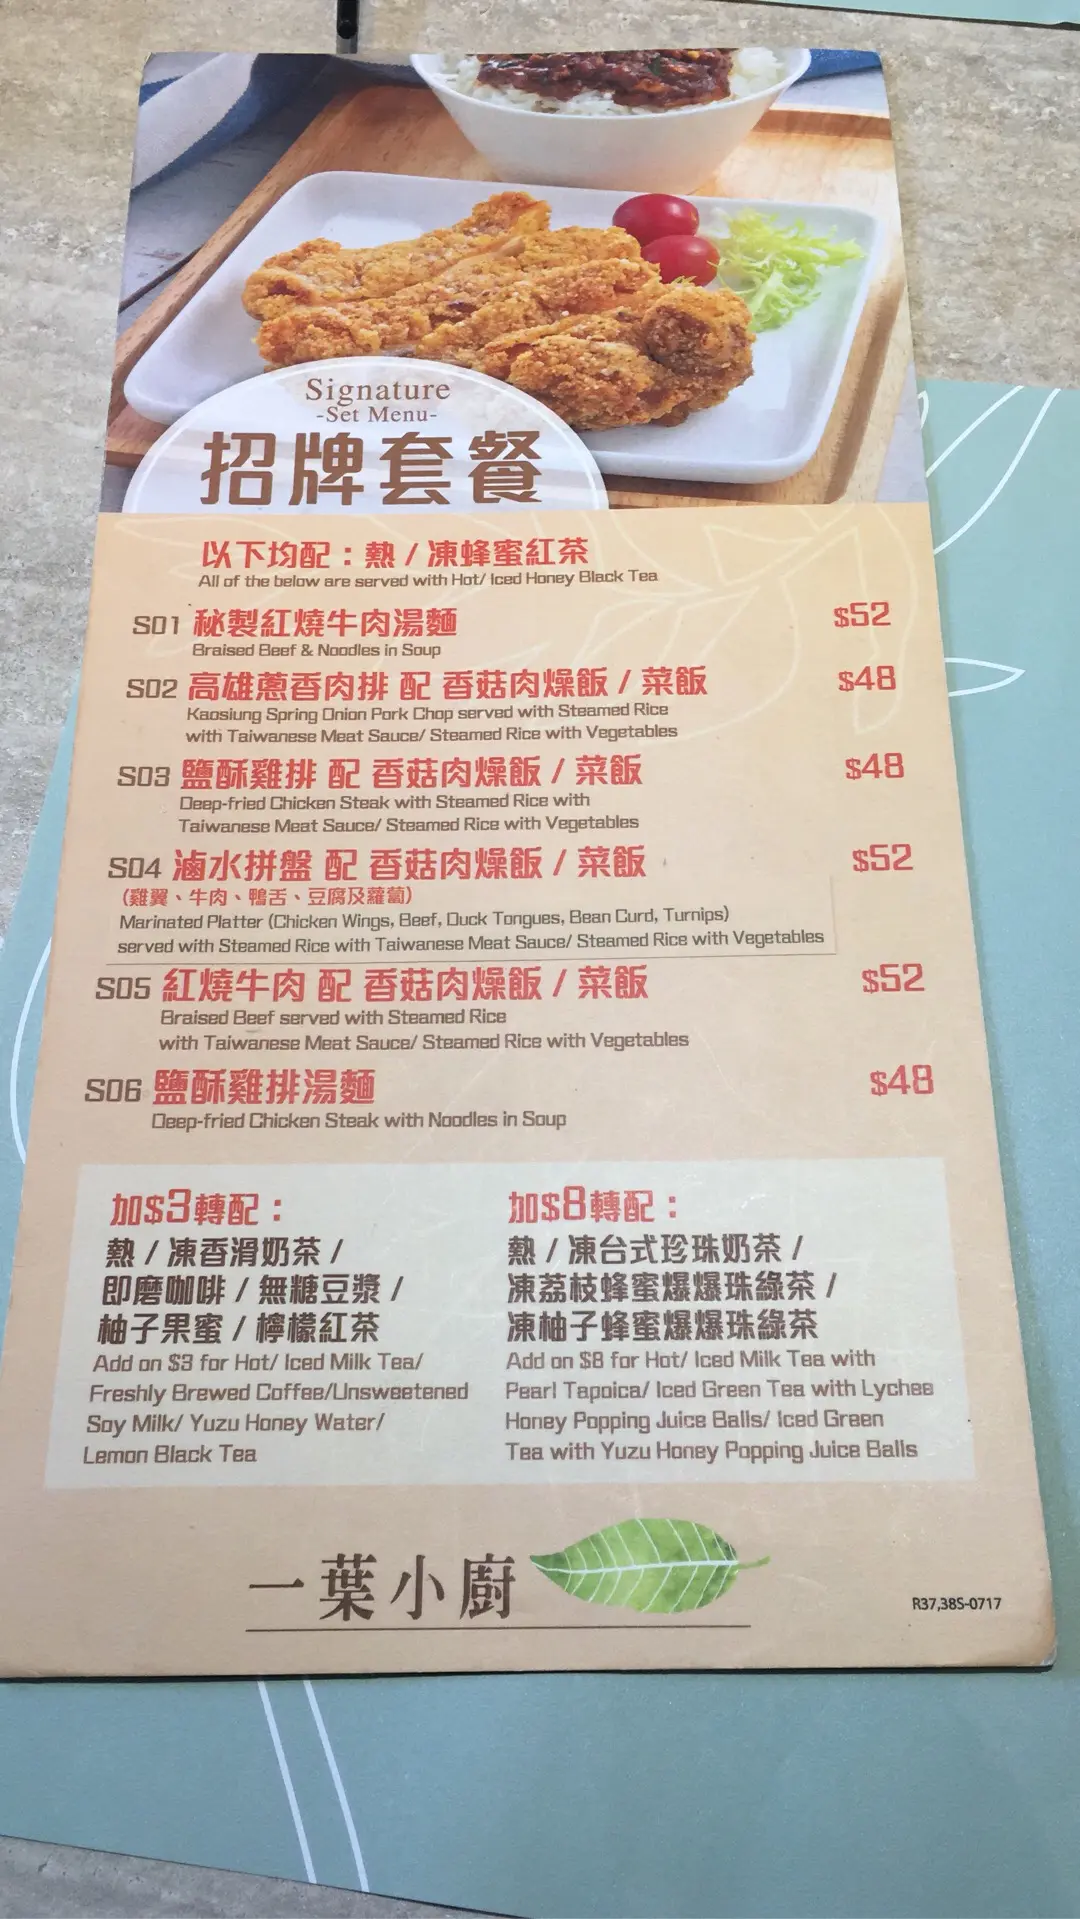 Signature
-Set Menu-
招牌套餐
以下均配：熱 / 凍蜂蜜紅茶
All of the below are served with Hot/ Iced Honey Black Tea
S01 秘製紅燒牛肉湯麵 $52
Braised Beef & Noodles in Soup
S02 高雄蔥香肉排 配 香菇肉燥飯 / 菜飯 $48
Kaosiung Spring Onion Pork Chop served with Steamed Rice
with Taiwanese Meat Sauce/ Steamed Rice with Vegetables
S03 鹽酥雞排 配 香菇肉燥飯 / 菜飯 $48
Deep-fried Chicken Steak with Steamed Rice with
Taiwanese Meat Sauce/ Steamed Rice with Vegetables
S04 滷水拼盤 配 香菇肉燥飯 / 菜飯 $52
（雞翼、牛肉、鴨舌、豆腐及蘿蔔）
Marinated Platter (Chicken Wings, Beef, Duck Tongues, Bean Curd, Turnips)
served with Steamed Rice with Taiwanese Meat Sauce/ Steamed Rice with Vegetables
S05 紅燒牛肉 配 香菇肉燥飯 / 菜飯 $52
Braised Beef served with Steamed Rice
with Taiwanese Meat Sauce/ Steamed Rice with Vegetables
S06 鹽酥雞排湯麵 $48
Deep-fried Chicken Steak with Noodles in Soup
加$3轉配：
熱 / 凍香滑奶茶 /
即磨咖啡 / 無糖豆漿 /
柚子果蜜 / 檸檬紅茶
Add on $3 for Hot/ Iced Milk Tea/
Freshly Brewed Coffee/Unsweetened
Soy Milk/ Yuzu Honey Water/
Lemon Black Tea
加$8轉配：
熱 / 凍台式珍珠奶茶 /
凍荔枝蜂蜜爆爆珠綠茶 /
凍柚子蜂蜜爆爆珠綠茶
Add on $8 for Hot/ Iced Milk Tea with
Pearl Tapoica/ Iced Green Tea with Lychee
Honey Popping Juice Balls/ Iced Green
Tea with Yuzu Honey Popping Juice Balls
一葉小廚
R37,38S-0717